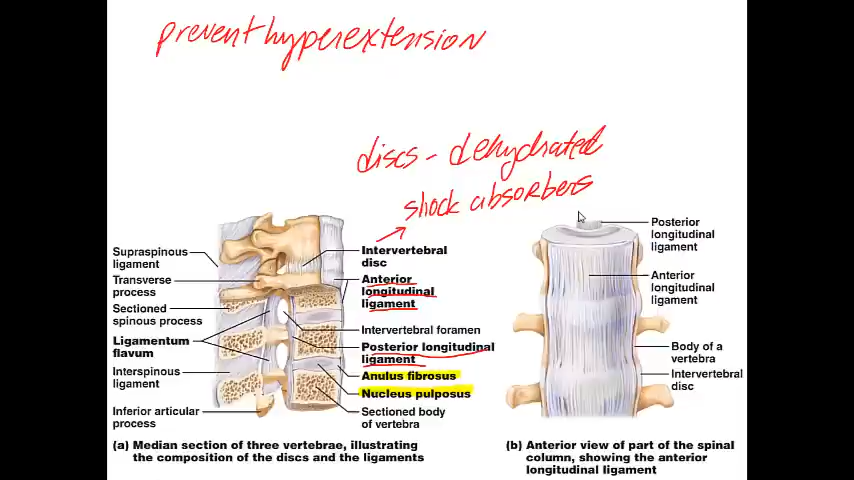 prevent hyperextension
discs - dehydrated
shock absorbers
Supraspinous
ligament
Transverse
process
Sectioned
spinous process
Ligamentum
flavum
Interspinous
ligament
Inferior articular
process
Intervertebral
disc
Anterior
longitudinal
ligament
Intervertebral foramen
Posterior longitudinal
ligament
Anulus fibrosus
Nucleus pulposus
Sectioned body
of vertebra
(a) Median section of three vertebrae, illustrating
the composition of the discs and the ligaments
Posterior
longitudinal
ligament
Anterior
longitudinal
ligament
Body of a
vertebra
Intervertebral
disc
(b) Anterior view of part of the spinal
column, showing the anterior
longitudinal ligament